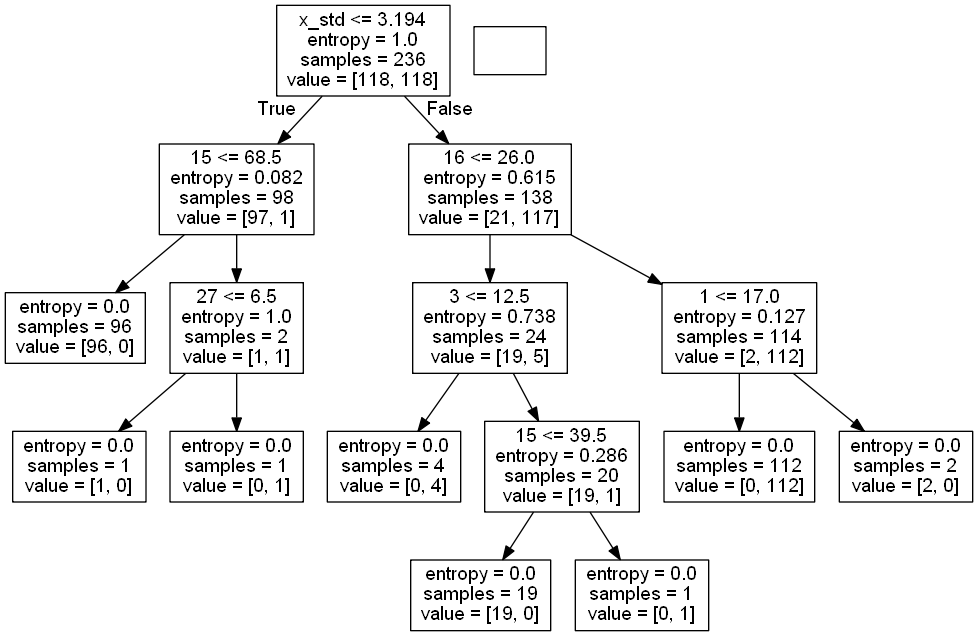 x_std <= 3.194
entropy = 1.0
samples = 236
value = [118, 118]
True
False
15 <= 68.5
entropy = 0.082
samples = 98
value = [97, 1]
16 <= 26.0
entropy = 0.615
samples = 138
value = [21, 117]
entropy = 0.0
samples = 96
value = [96, 0]
27 <= 6.5
entropy = 1.0
samples = 2
value = [1, 1]
3 <= 12.5
entropy = 0.738
samples = 24
value = [19, 5]
1 <= 17.0
entropy = 0.127
samples = 114
value = [2, 112]
entropy = 0.0
samples = 1
value = [1, 0]
entropy = 0.0
samples = 1
value = [0, 1]
entropy = 0.0
samples = 4
value = [0, 4]
15 <= 39.5
entropy = 0.286
samples = 20
value = [19, 1]
entropy = 0.0
samples = 112
value = [0, 112]
entropy = 0.0
samples = 2
value = [2, 0]
entropy = 0.0
samples = 19
value = [19, 0]
entropy = 0.0
samples = 1
value = [0, 1]